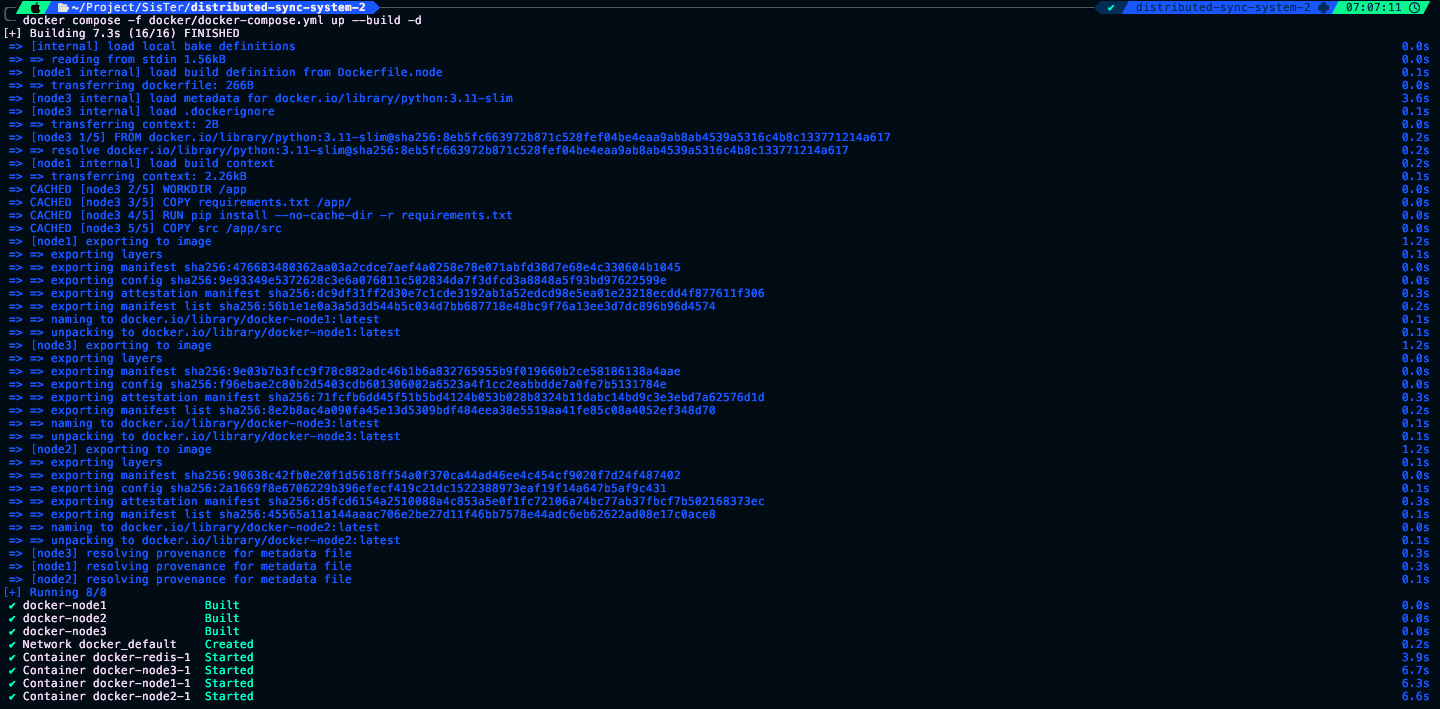 ~/Project/SisTer/distributed-sync-system-2 ✔ distributed-sync-system-2 07:07:11
docker compose -f docker/docker-compose.yml up --build -d
[+] Building 7.3s (16/16) FINISHED
=> [internal] load local bake definitions 0.0s
=> => reading from stdin 1.56kB 0.0s
=> [node1 internal] load build definition from Dockerfile.node 0.1s
=> => transferring dockerfile: 266B 0.0s
=> [node3 internal] load metadata for docker.io/library/python:3.11-slim 3.6s
=> [node3 internal] load .dockerignore 0.1s
=> => transferring context: 2B 0.0s
=> [node3 1/5] FROM docker.io/library/python:3.11-slim@sha256:8eb5fc663972b871c528fef04be4eaa9ab8ab4539a5316c4b8c133771214a617 0.2s
=> => resolve docker.io/library/python:3.11-slim@sha256:8eb5fc663972b871c528fef04be4eaa9ab8ab4539a5316c4b8c133771214a617 0.2s
=> [node1 internal] load build context 0.2s
=> => transferring context: 2.26kB 0.1s
=> CACHED [node3 2/5] WORKDIR /app 0.0s
=> CACHED [node3 3/5] COPY requirements.txt /app/ 0.0s
=> CACHED [node3 4/5] RUN pip install --no-cache-dir -r requirements.txt 0.0s
=> CACHED [node3 5/5] COPY src /app/src 0.0s
=> [node1] exporting to image 1.2s
=> => exporting layers 0.1s
=> => exporting manifest sha256:476683480362aa03a2cdce7aef4a0258e78e071abfd38d7e68e4c330604b1045 0.0s
=> => exporting config sha256:9e93349e5372628c3e6a076811c502834da7f3dfcd3a8848a5f93bd97622599e 0.0s
=> => exporting attestation manifest sha256:dc9df31ff2d30e7c1cde3192ab1a52edcd98e5ea01e23218ecdd4f877611f306 0.3s
=> => exporting manifest list sha256:56b1e1e0a3a5d3d544b5c034d7bb687718e48bc9f76a13ee3d7dc896b96d4574 0.0s
=> => naming to docker.io/library/docker-node1:latest 0.1s
=> => unpacking to docker.io/library/docker-node1:latest 0.1s
=> [node3] exporting to image 1.2s
=> => exporting layers 0.0s
=> => exporting manifest sha256:9e03b7b3fcc9f78c882adc46b1b6a832765955b9f019660b2ce58186138a4aae 0.0s
=> => exporting config sha256:f96ebae2c80b2d5403cdb601306002a6523a4f1cc2eabbdde7a0fe7b5131784e 0.0s
=> => exporting attestation manifest sha256:71fcfb6dd45f51b5bd4124b053b028b8324b11dabc14bd9c3e3ebd7a62576d1d 0.3s
=> => exporting manifest list sha256:8e2b8ac4a090fa45e13d5309bdf484eea38e5519aa41fe85c08a4052ef348d70 0.2s
=> => naming to docker.io/library/docker-node3:latest 0.1s
=> => unpacking to docker.io/library/docker-node3:latest 0.1s
=> [node2] exporting to image 1.2s
=> => exporting layers 0.1s
=> => exporting manifest sha256:90638c42fb0e20f1d5618ff54a0f370ca44ad46ee4c454cf9020f7d24f487402 0.0s
=> => exporting config sha256:2a1669f8e6706229b396efecf419c21dc1522388973eaf19f14a647b5af9c431 0.1s
=> => exporting attestation manifest sha256:d5fcd6154a2510088a4c853a5e0f1fc72106a74bc77ab37fbcf7b502168373ec 0.3s
=> => exporting manifest list sha256:45565a11a144aaac706e2be27d11f46bb7578e44adc6eb62622ad08e17c0ace8 0.1s
=> => naming to docker.io/library/docker-node2:latest 0.0s
=> => unpacking to docker.io/library/docker-node2:latest 0.1s
=> [node3] resolving provenance for metadata file 0.3s
=> [node1] resolving provenance for metadata file 0.3s
=> [node2] resolving provenance for metadata file 0.1s
[+] Running 8/8
✔ docker-node1 Built 0.0s
✔ docker-node2 Built 0.0s
✔ docker-node3 Built 0.0s
✔ Network docker_default Created 0.2s
✔ Container docker-redis-1 Started 3.9s
✔ Container docker-node3-1 Started 6.7s
✔ Container docker-node1-1 Started 6.3s
✔ Container docker-node2-1 Started 6.6s